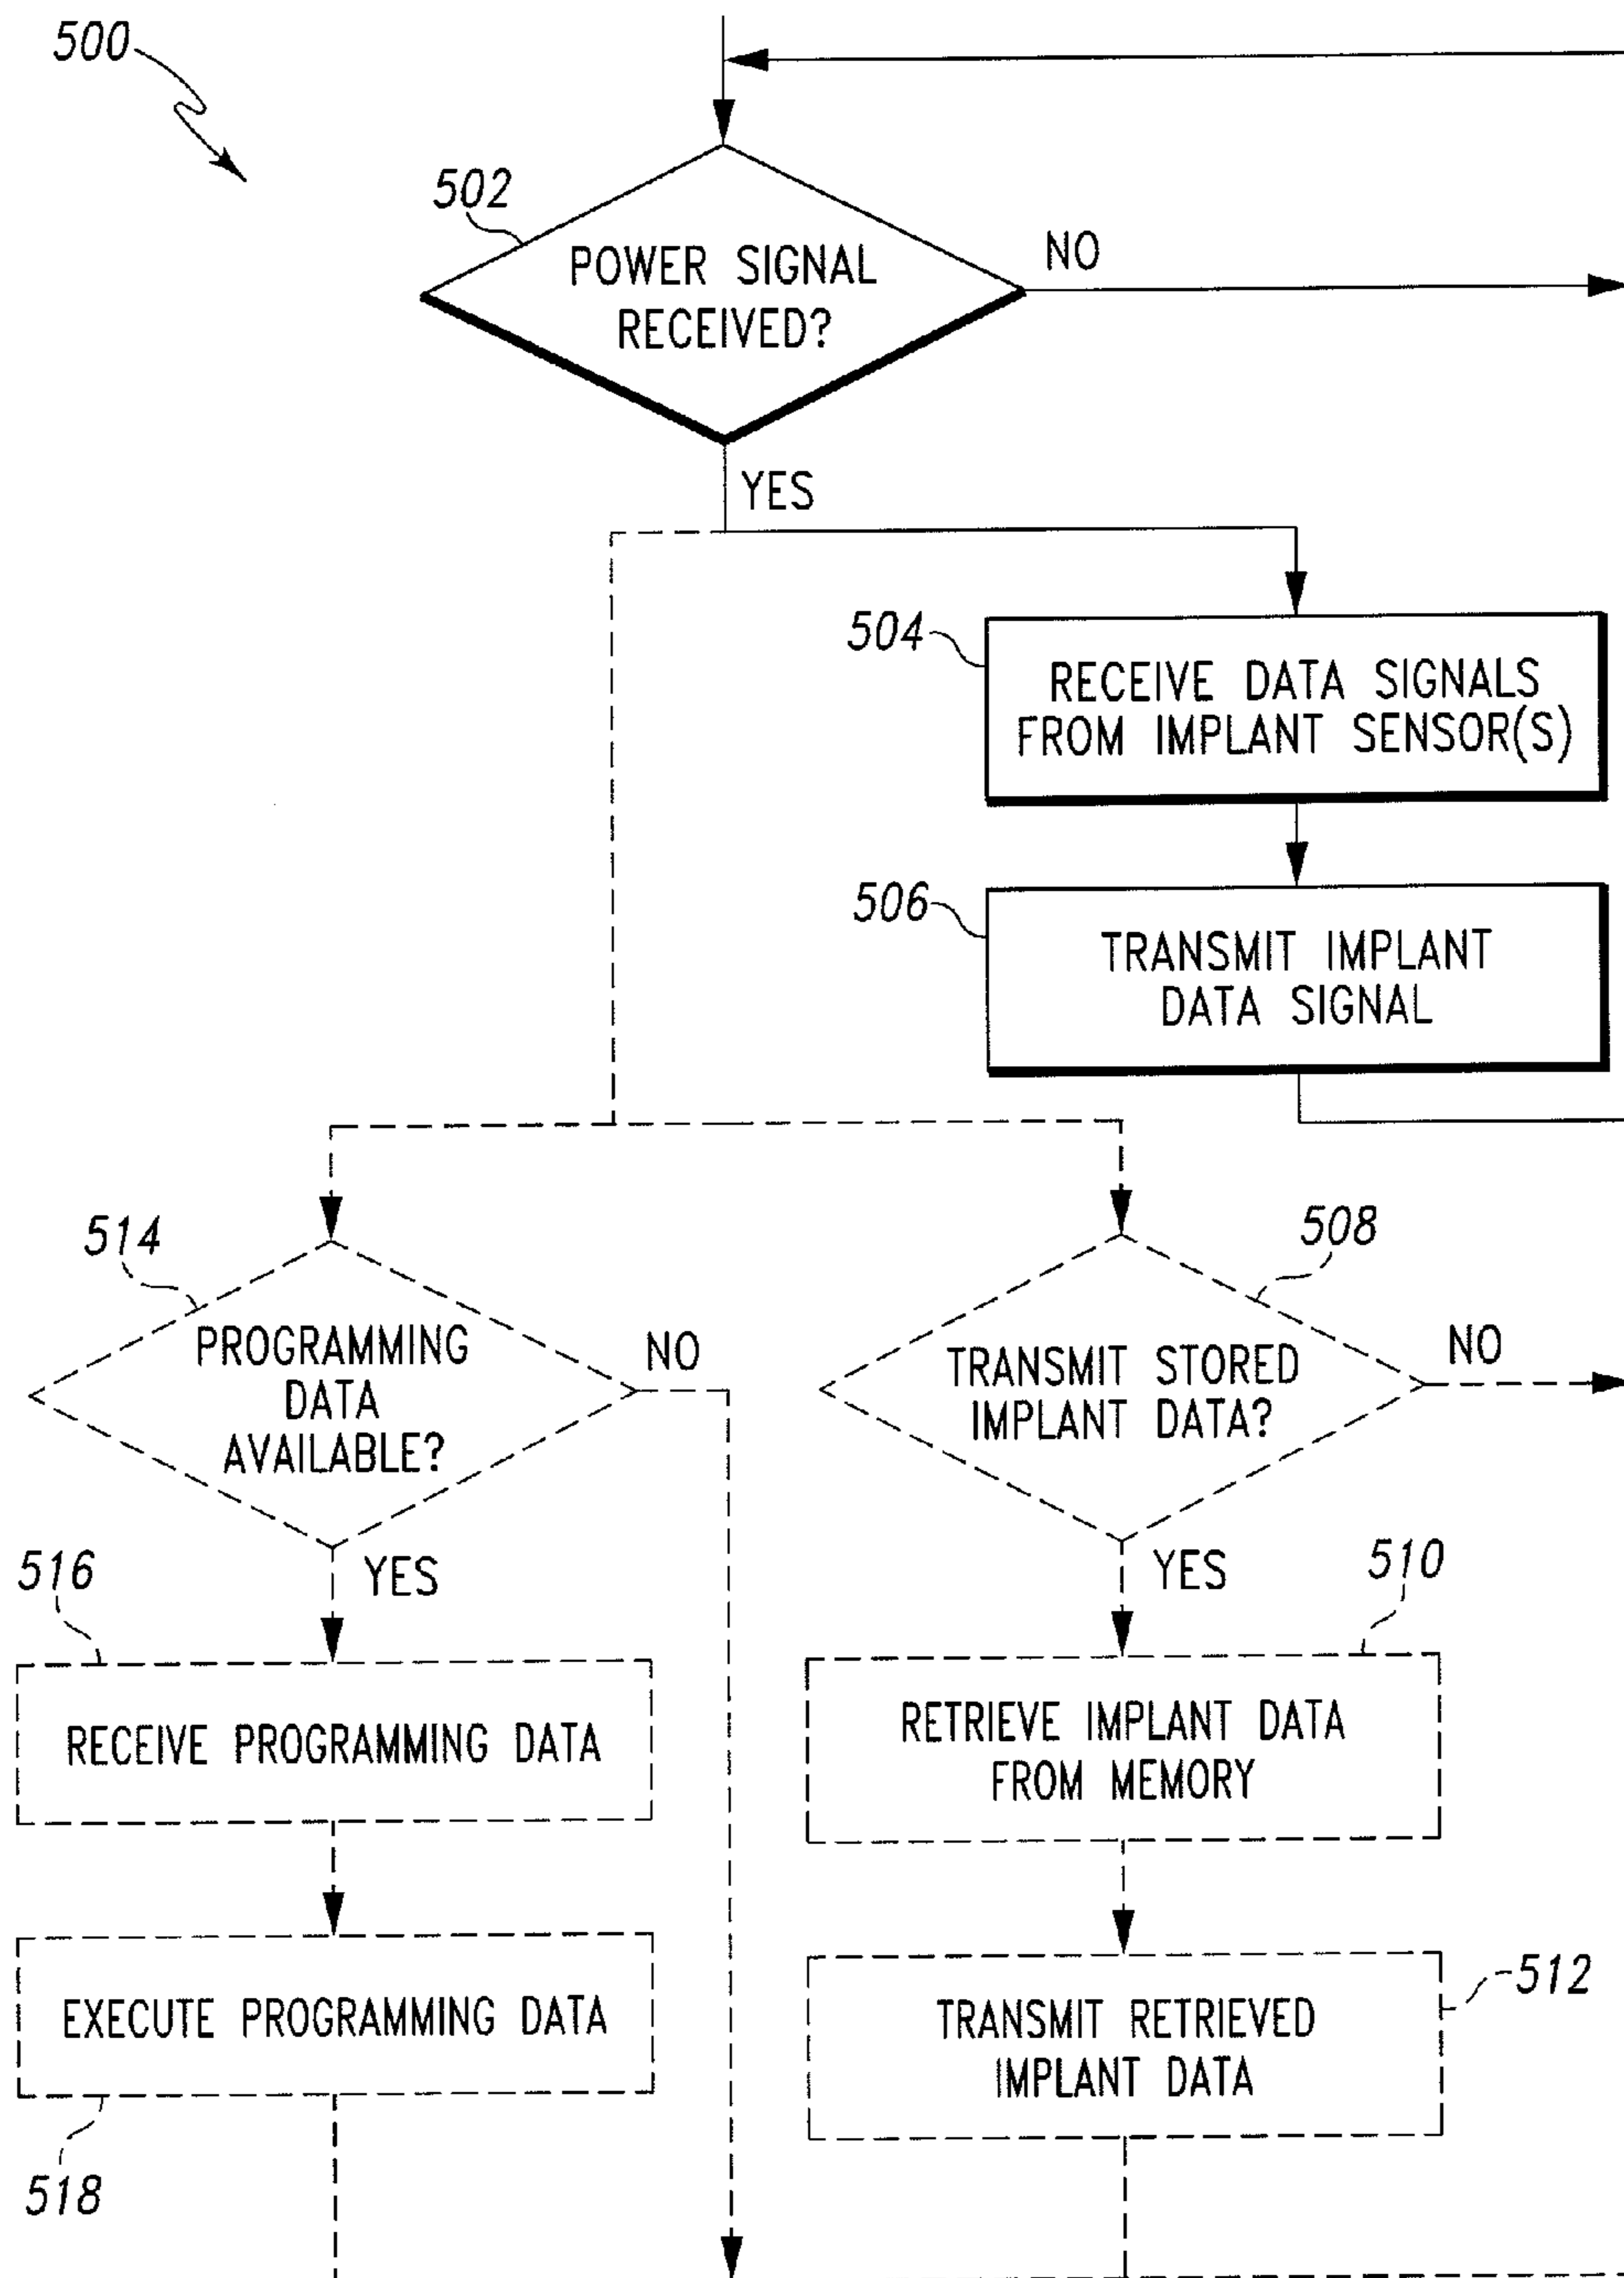 500
502
POWER SIGNAL
RECEIVED?
NO
YES
504
RECEIVE DATA SIGNALS
FROM IMPLANT SENSOR(S)
506
TRANSMIT IMPLANT
DATA SIGNAL
514
PROGRAMMING
DATA
AVAILABLE?
NO
YES
508
TRANSMIT STORED
IMPLANT DATA?
NO
YES
516
RECEIVE PROGRAMMING DATA
510
RETRIEVE IMPLANT DATA
FROM MEMORY
EXECUTE PROGRAMMING DATA
518
512
TRANSMIT RETRIEVED
IMPLANT DATA